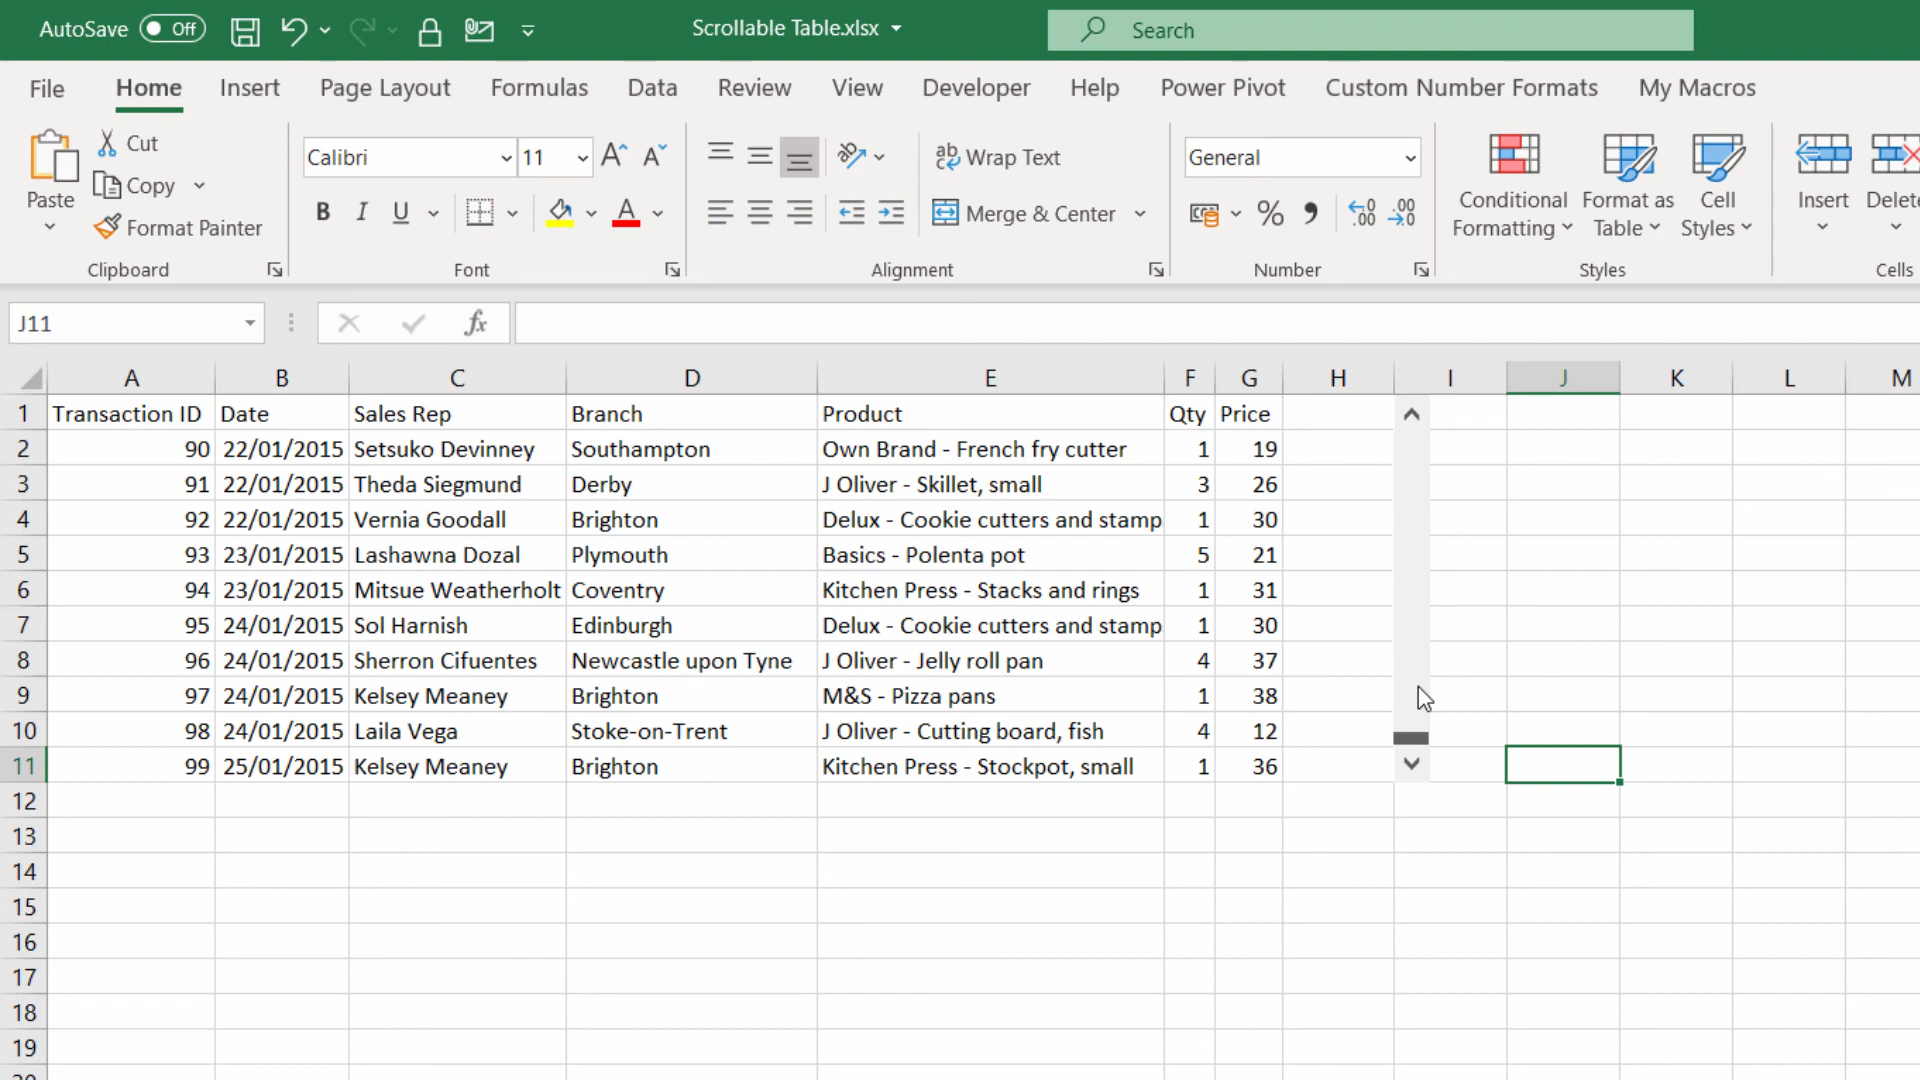 AutoSave Off Scrollable Table.xlsx Search
File Home Insert Page Layout Formulas Data Review View Developer Help Power Pivot Custom Number Formats My Macros
Paste Cut Copy Format Painter Clipboard
Calibri 11 A A B I U A Font
ab Wrap Text Merge & Center Alignment
General % Number
Conditional Formatting Format as Table Cell Styles Styles
Insert Delete Cells
J11 fx
A B C D E F G H I J K L M
1 Transaction ID Date Sales Rep Branch Product Qty Price
2 90 22/01/2015 Setsuko Devinney Southampton Own Brand - French fry cutter 1 19
3 91 22/01/2015 Theda Siegmund Derby J Oliver - Skillet, small 3 26
4 92 22/01/2015 Vernia Goodall Brighton Delux - Cookie cutters and stamp 1 30
5 93 23/01/2015 Lashawna Dozal Plymouth Basics - Polenta pot 5 21
6 94 23/01/2015 Mitsue Weatherholt Coventry Kitchen Press - Stacks and rings 1 31
7 95 24/01/2015 Sol Harnish Edinburgh Delux - Cookie cutters and stamp 1 30
8 96 24/01/2015 Sherron Cifuentes Newcastle upon Tyne J Oliver - Jelly roll pan 4 37
9 97 24/01/2015 Kelsey Meaney Brighton M&S - Pizza pans 1 38
10 98 24/01/2015 Laila Vega Stoke-on-Trent J Oliver - Cutting board, fish 4 12
11 99 25/01/2015 Kelsey Meaney Brighton Kitchen Press - Stockpot, small 1 36
12
13
14
15
16
17
18
19